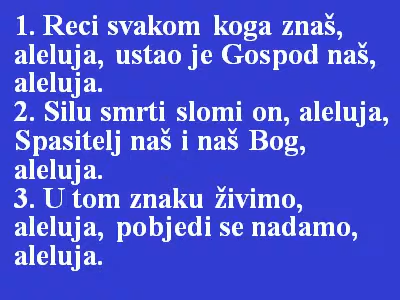 1. Reci svakom koga znaš,
aleluja, ustao je Gospod naš,
aleluja.
2. Silu smrti slomi on, aleluja,
Spasitelj naš i naš Bog,
aleluja.
3. U tom znaku živimo,
aleluja, pobjedi se nadamo,
aleluja.